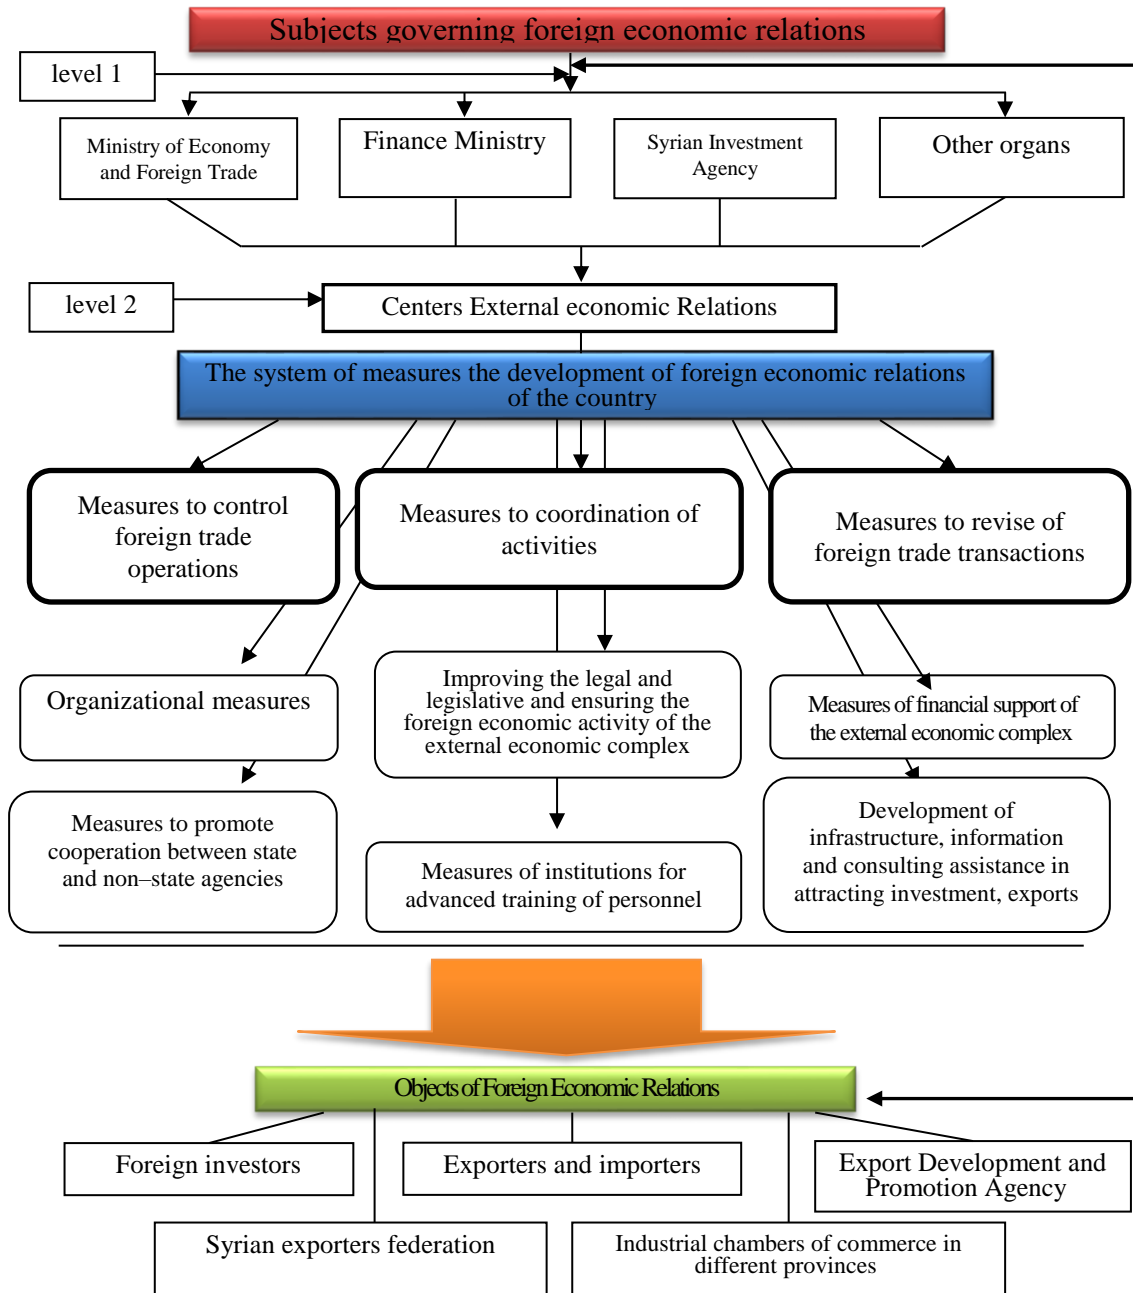 Subjects governing foreign economic relations
level 1
Ministry of Economy
and Foreign Trade
Finance Ministry
Syrian Investment
Agency
Other organs
level 2
Centers External economic Relations
The system of measures the development of foreign economic relations
of the country
Measures to control
foreign trade
operations
Measures to coordination of
activities
Measures to revise of
foreign trade transactions
Organizational measures
Improving the legal and
legislative and ensuring the
foreign economic activity of the
external economic complex
Measures of financial support of
the external economic complex
Measures to promote
cooperation between state
and non–state agencies
Measures of institutions for
advanced training of personnel
Development of
infrastructure, information
and consulting assistance in
attracting investment, exports
Objects of Foreign Economic Relations
Foreign investors
Exporters and importers
Export Development and
Promotion Agency
Syrian exporters federation
Industrial chambers of commerce in
different provinces